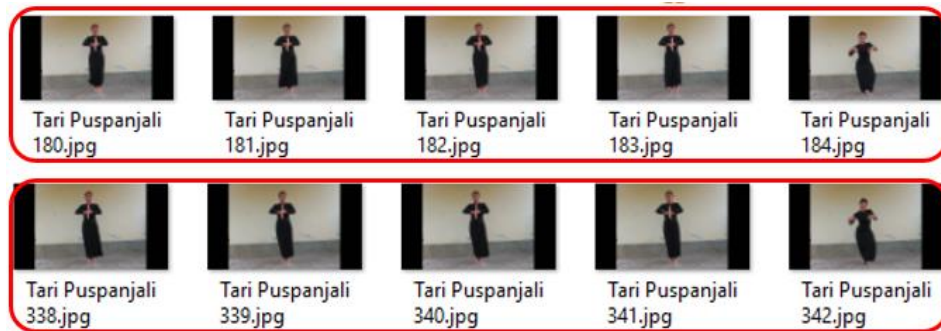 Tari Puspanjali
180.jpg
Tari Puspanjali
181.jpg
Tari Puspanjali
182.jpg
Tari Puspanjali
183.jpg
Tari Puspanjali
184.jpg
Tari Puspanjali
338.jpg
Tari Puspanjali
339.jpg
Tari Puspanjali
340.jpg
Tari Puspanjali
341.jpg
Tari Puspanjali
342.jpg